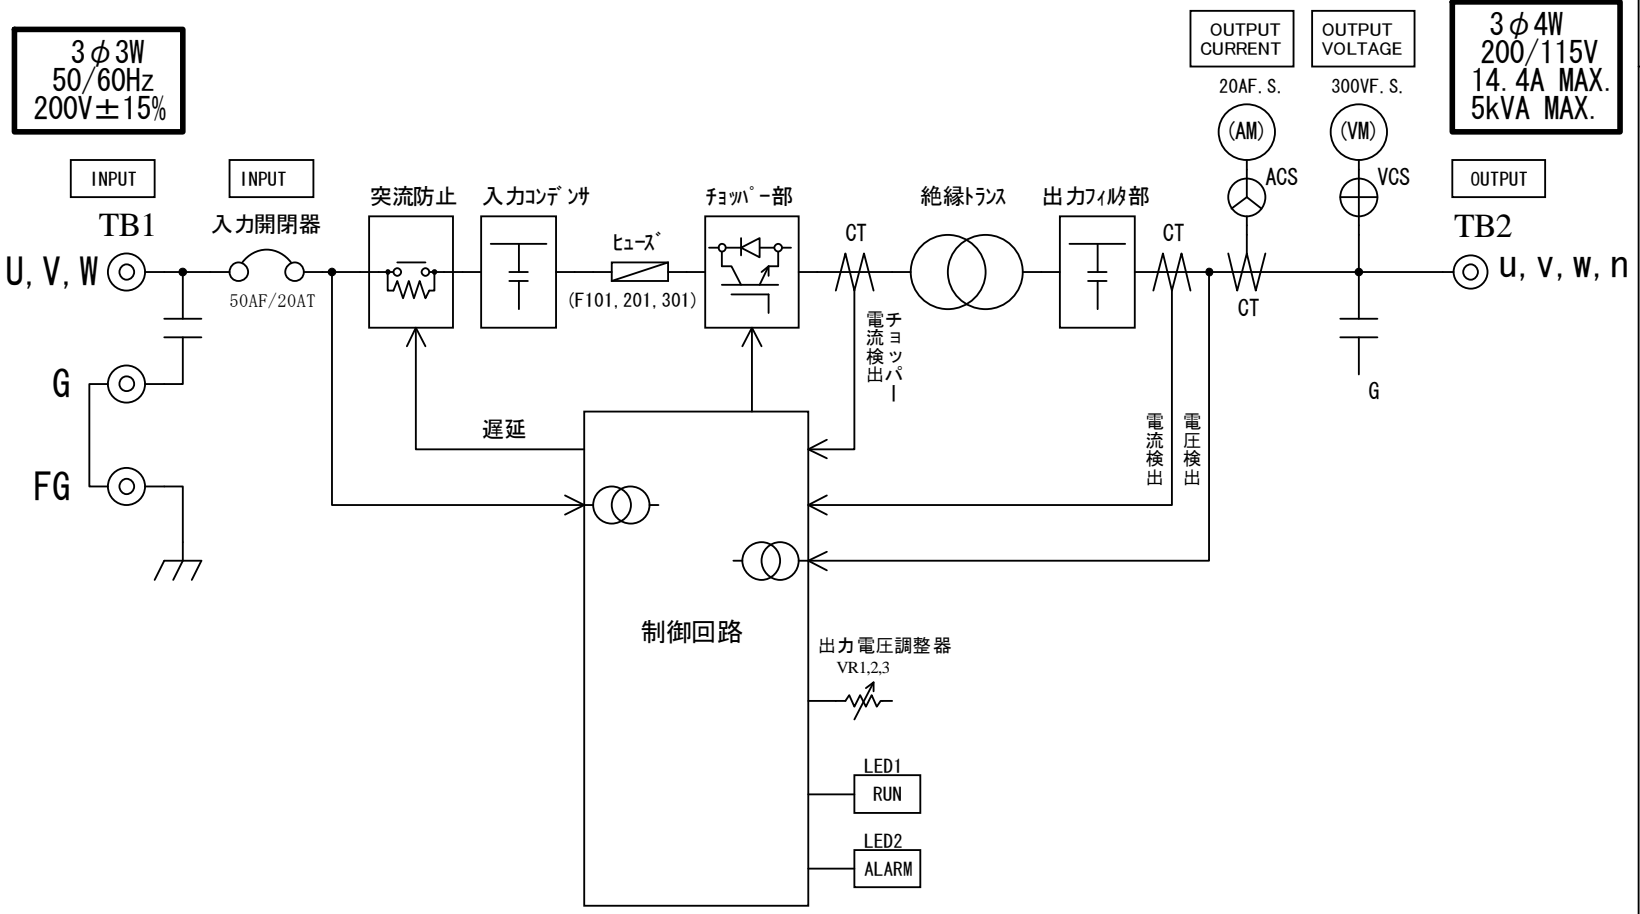 3φ3W
50/60Hz
200V±15%
OUTPUT
CURRENT
OUTPUT
VOLTAGE
3φ4W
200/115V
14.4A MAX.
5kVA MAX.
20AF.S.
300VF.S.
(AM)
(VM)
INPUT
INPUT
ACS
VCS
OUTPUT
TB1
入力開閉器
突流防止
入力ｺﾝﾃﾞﾝｻ
ﾁｮｯﾊﾟｰ部
絶縁ﾄﾗﾝｽ
出力ﾌｨﾙﾀ部
TB2
ﾋｭｰｽﾞ
CT
CT
U,V,W
u,v,w,n
50AF/20AT
(F101,201,301)
CT
チョッパー
電流検出
G
G
遅延
電流検出
電圧検出
FG
制御回路
出力電圧調整器
VR1,2,3
LED1
RUN
LED2
ALARM